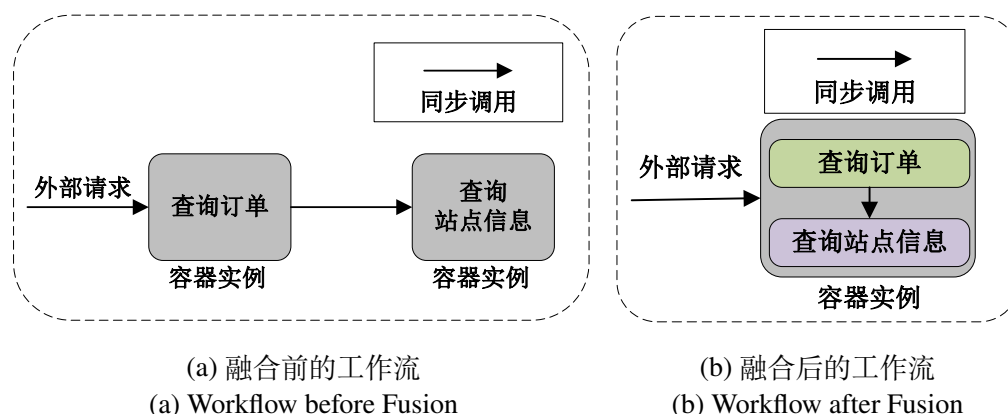 同步调用
外部请求
查询订单
查询
站点信息
容器实例
容器实例
(a) 融合前的工作流
(a) Workflow before Fusion
同步调用
外部请求
查询订单
查询站点信息
容器实例
(b) 融合后的工作流
(b) Workflow after Fusion